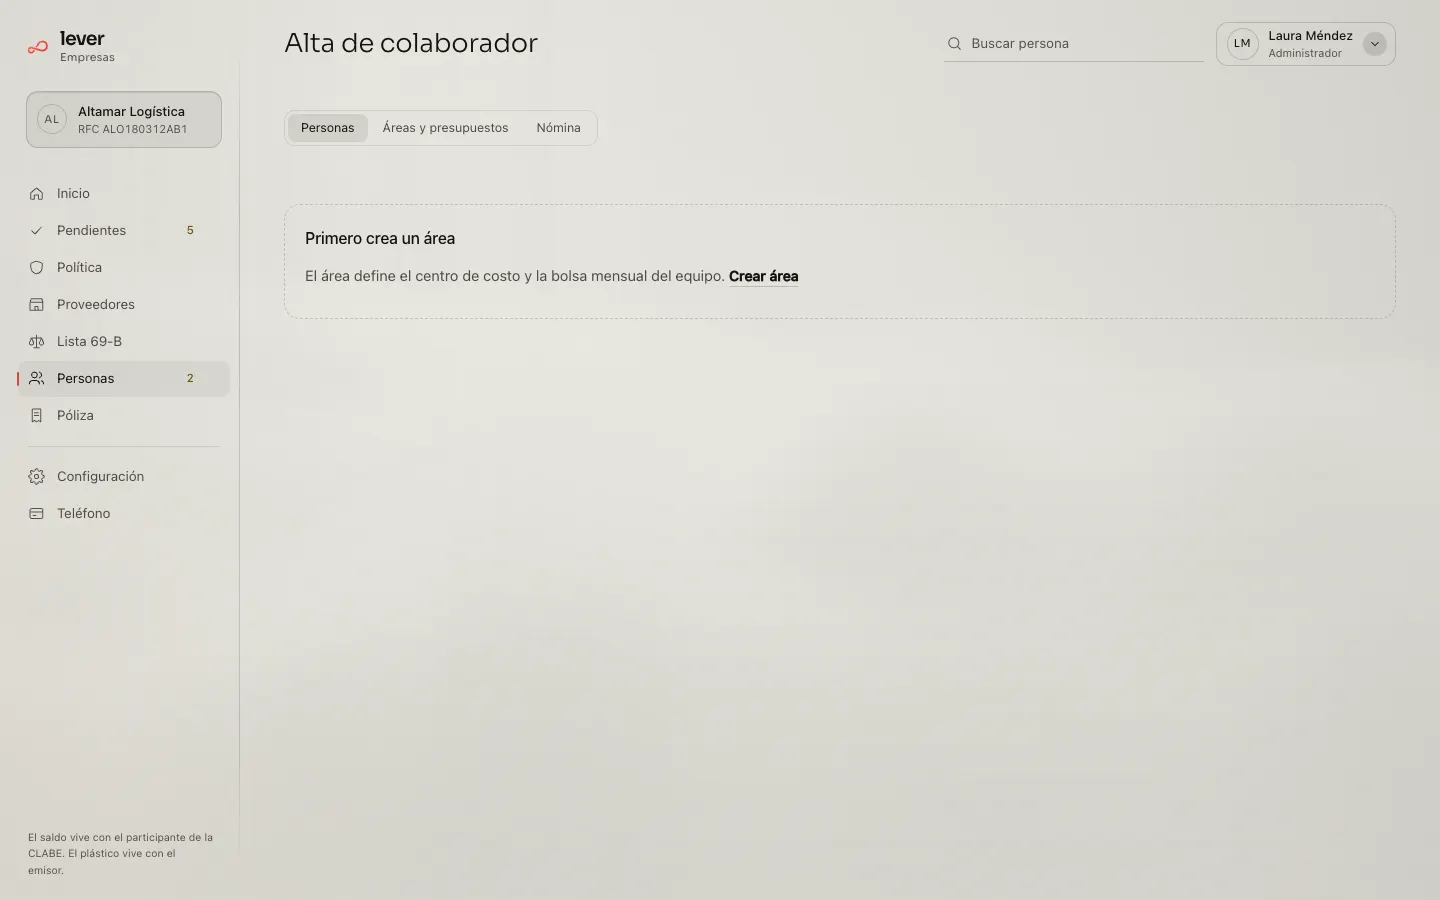 lever
Empresas
Alta de colaborador
Buscar persona
LM
Laura Méndez
Administrador
AL
Altamar Logística
RFC ALO180312AB1
Personas
Áreas y presupuestos
Nómina
Inicio
Pendientes 5
Política
Proveedores
Lista 69-B
Personas 2
Póliza
Configuración
Teléfono
Primero crea un área
El área define el centro de costo y la bolsa mensual del equipo. Crear área
El saldo vive con el participante de la
CLABE. El plástico vive con el
emisor.